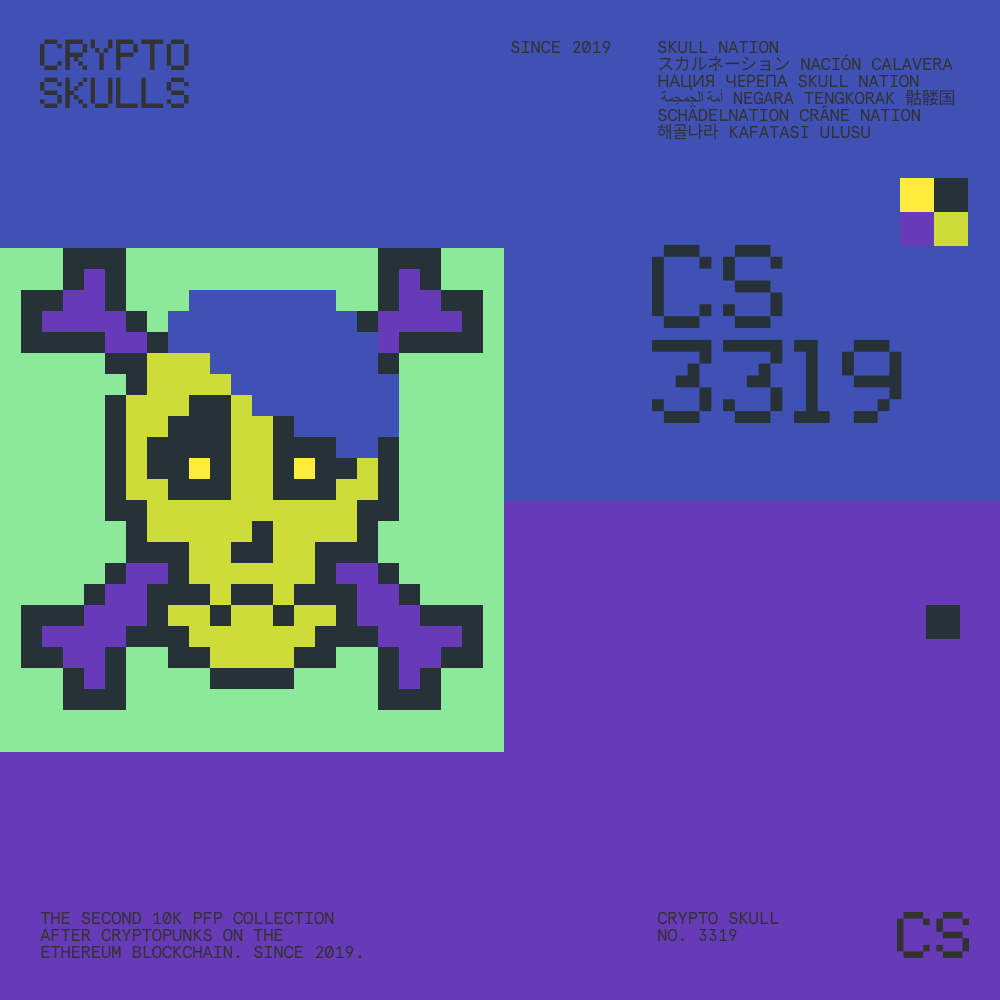 CRYPTO
SKULLS
SINCE 2019
SKULL NATION
スカルネーション NACIÓN CALAVERA
НАЦИЯ ЧЕРЕПА SKULL NATION
أمة الجمجمة NEGARA TENGKORAK 骷髅国
SCHÄDELNATION CRÂNE NATION
해골나라 KAFATASI ULUSU
CS
3319
THE SECOND 10K PFP COLLECTION
AFTER CRYPTOPUNKS ON THE
ETHEREUM BLOCKCHAIN. SINCE 2019.
CRYPTO SKULL
NO. 3319
CS